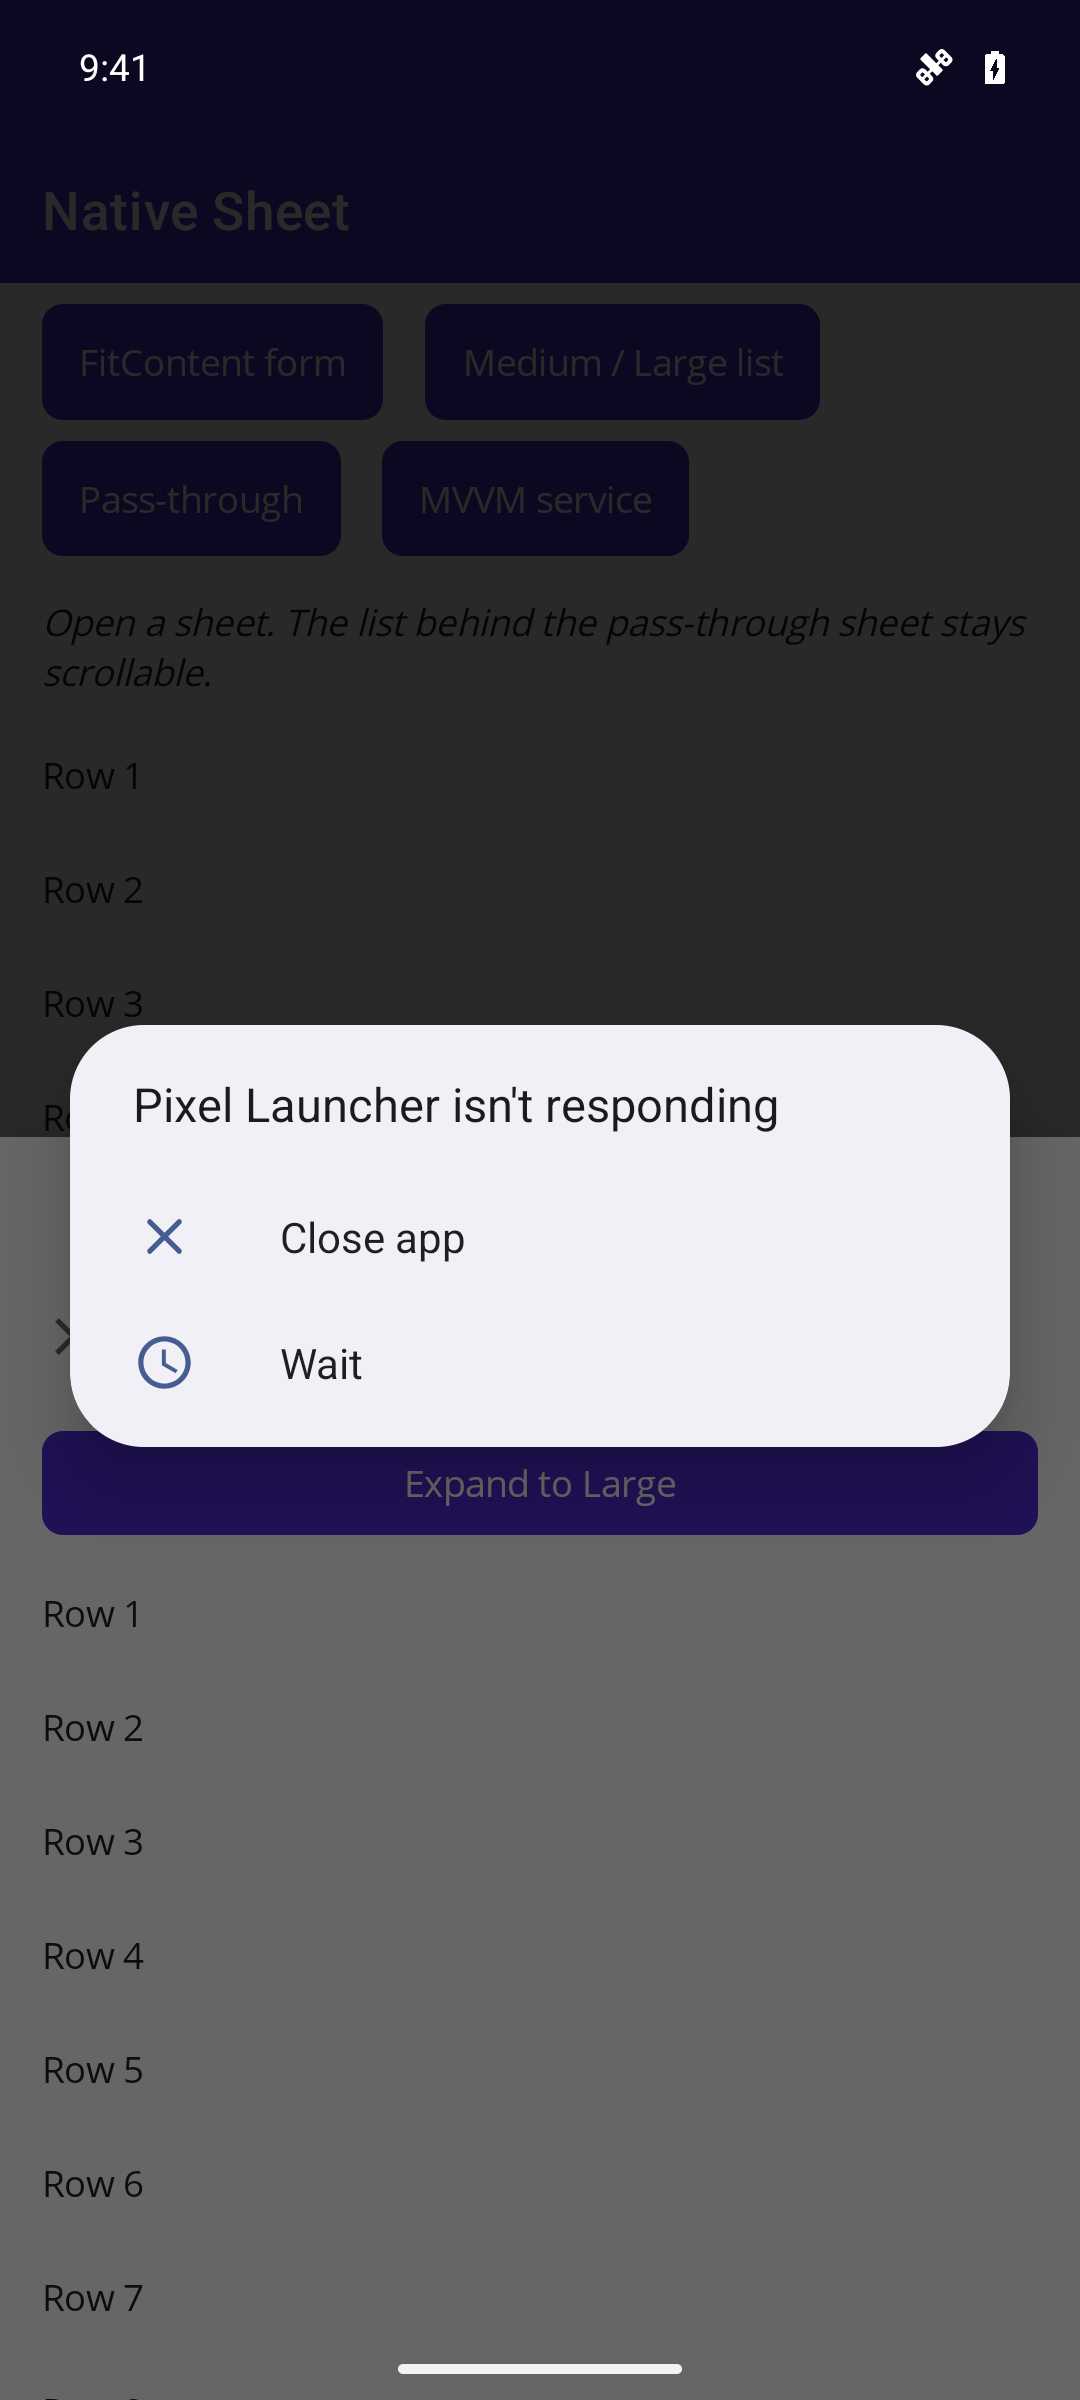 9:41
Native Sheet
FitContent form
Medium / Large list
Pass-through
MVVM service
Open a sheet. The list behind the pass-through sheet stays
scrollable.
Row 1
Row 2
Row 3
Pixel Launcher isn't responding
Close app
Wait
Expand to Large
Row 1
Row 2
Row 3
Row 4
Row 5
Row 6
Row 7